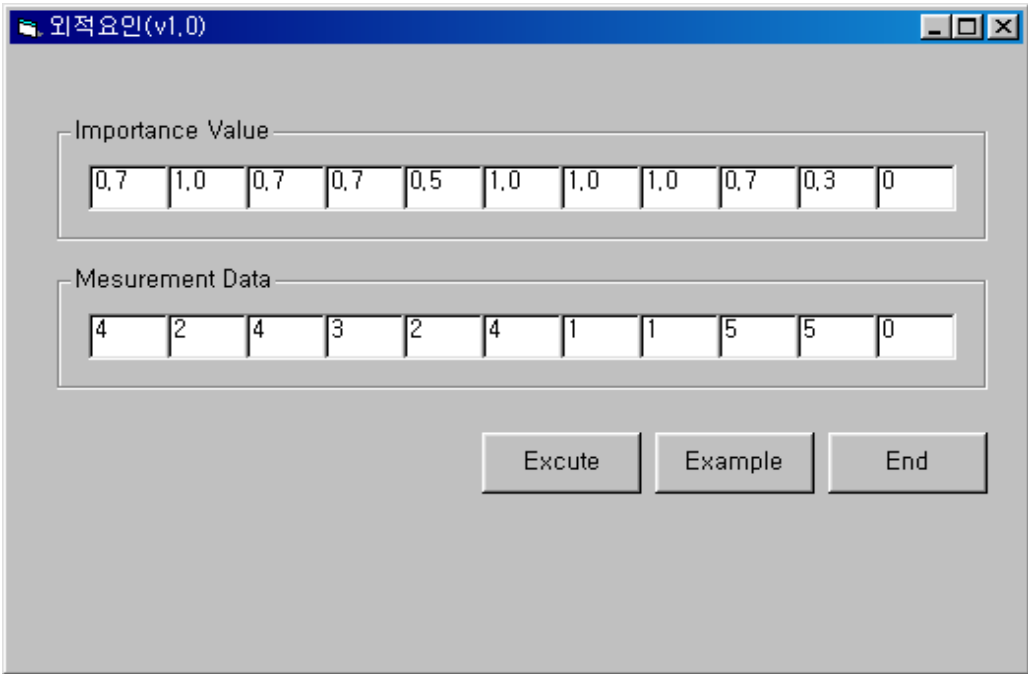 외적요인(v1,0)
Importance Value
0,7 1,0 0,7 0,7 0,5 1,0 1,0 1,0 0,7 0,3 0
Mesurement Data
4 2 4 3 2 4 1 1 5 5 0
Excute Example End